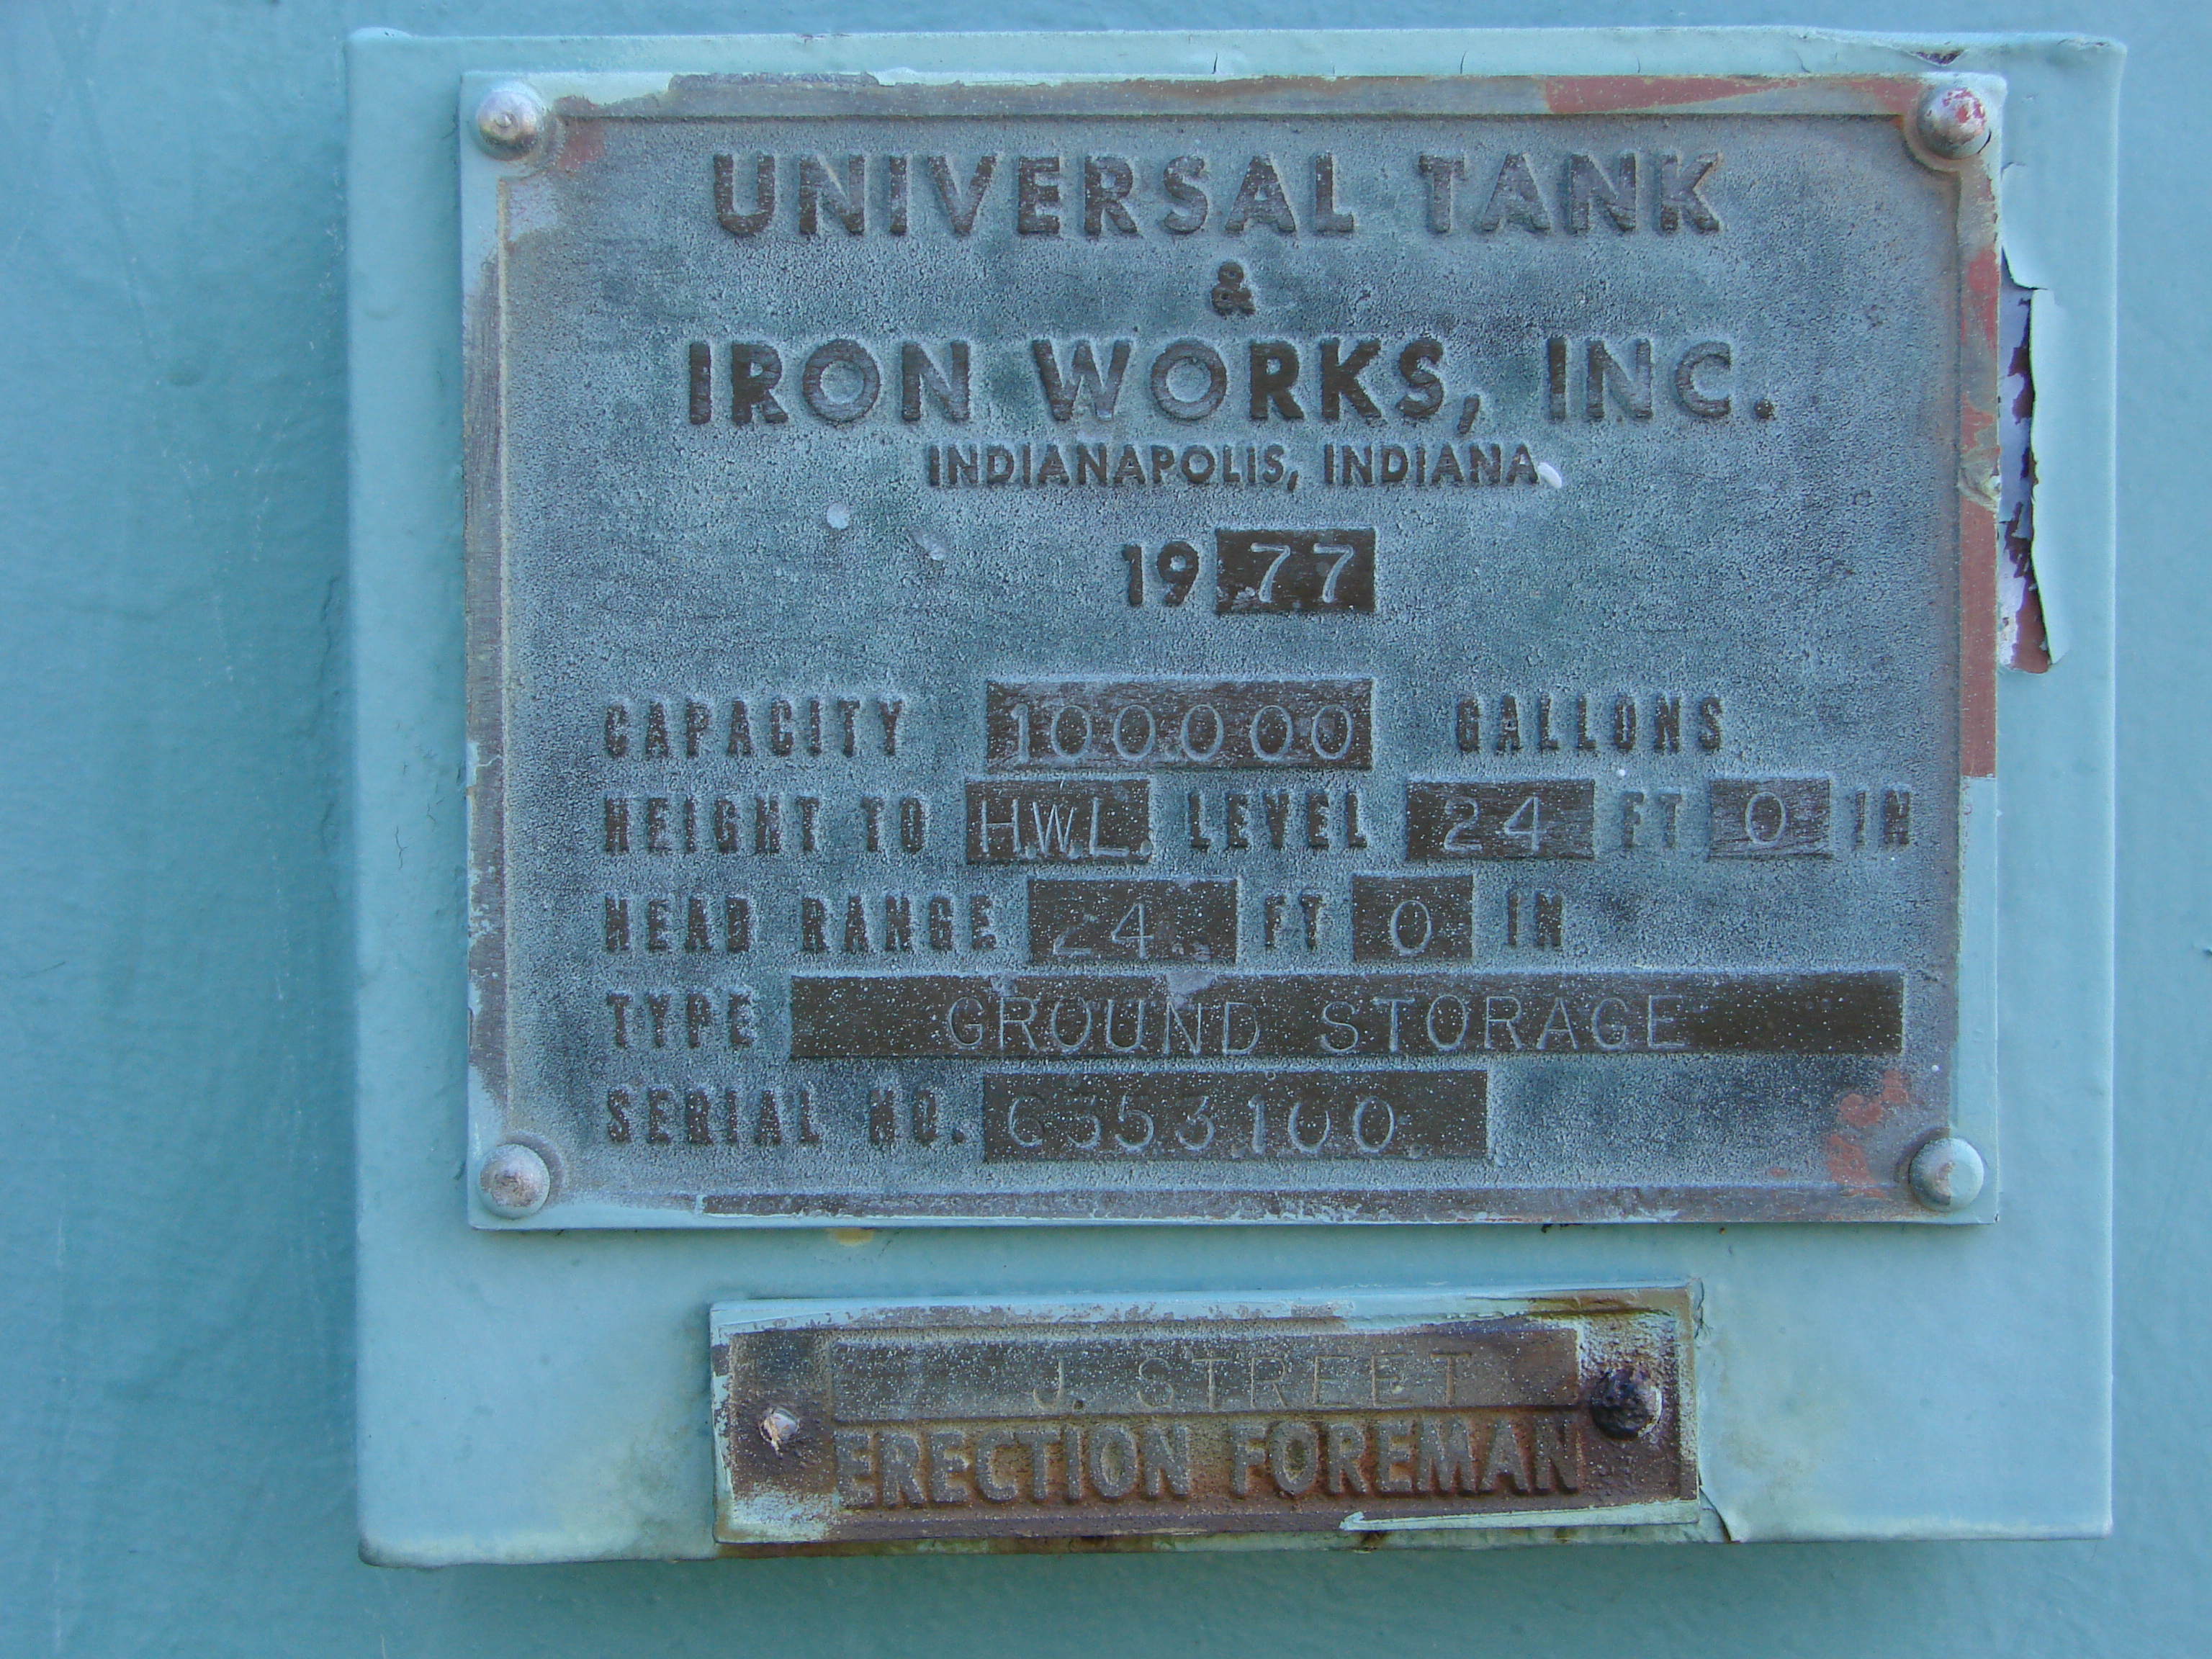 UNIVERSAL TANK
&
IRON WORKS, INC.
INDIANAPOLIS, INDIANA
1977
CAPACITY 100000 GALLONS
HEIGHT TO H.W.L. LEVEL 24 FT 0 IN
HEAD RANGE 24 FT 0 IN
TYPE GROUND STORAGE
SERIAL NO.
J. STREET
ERECTION FOREMAN